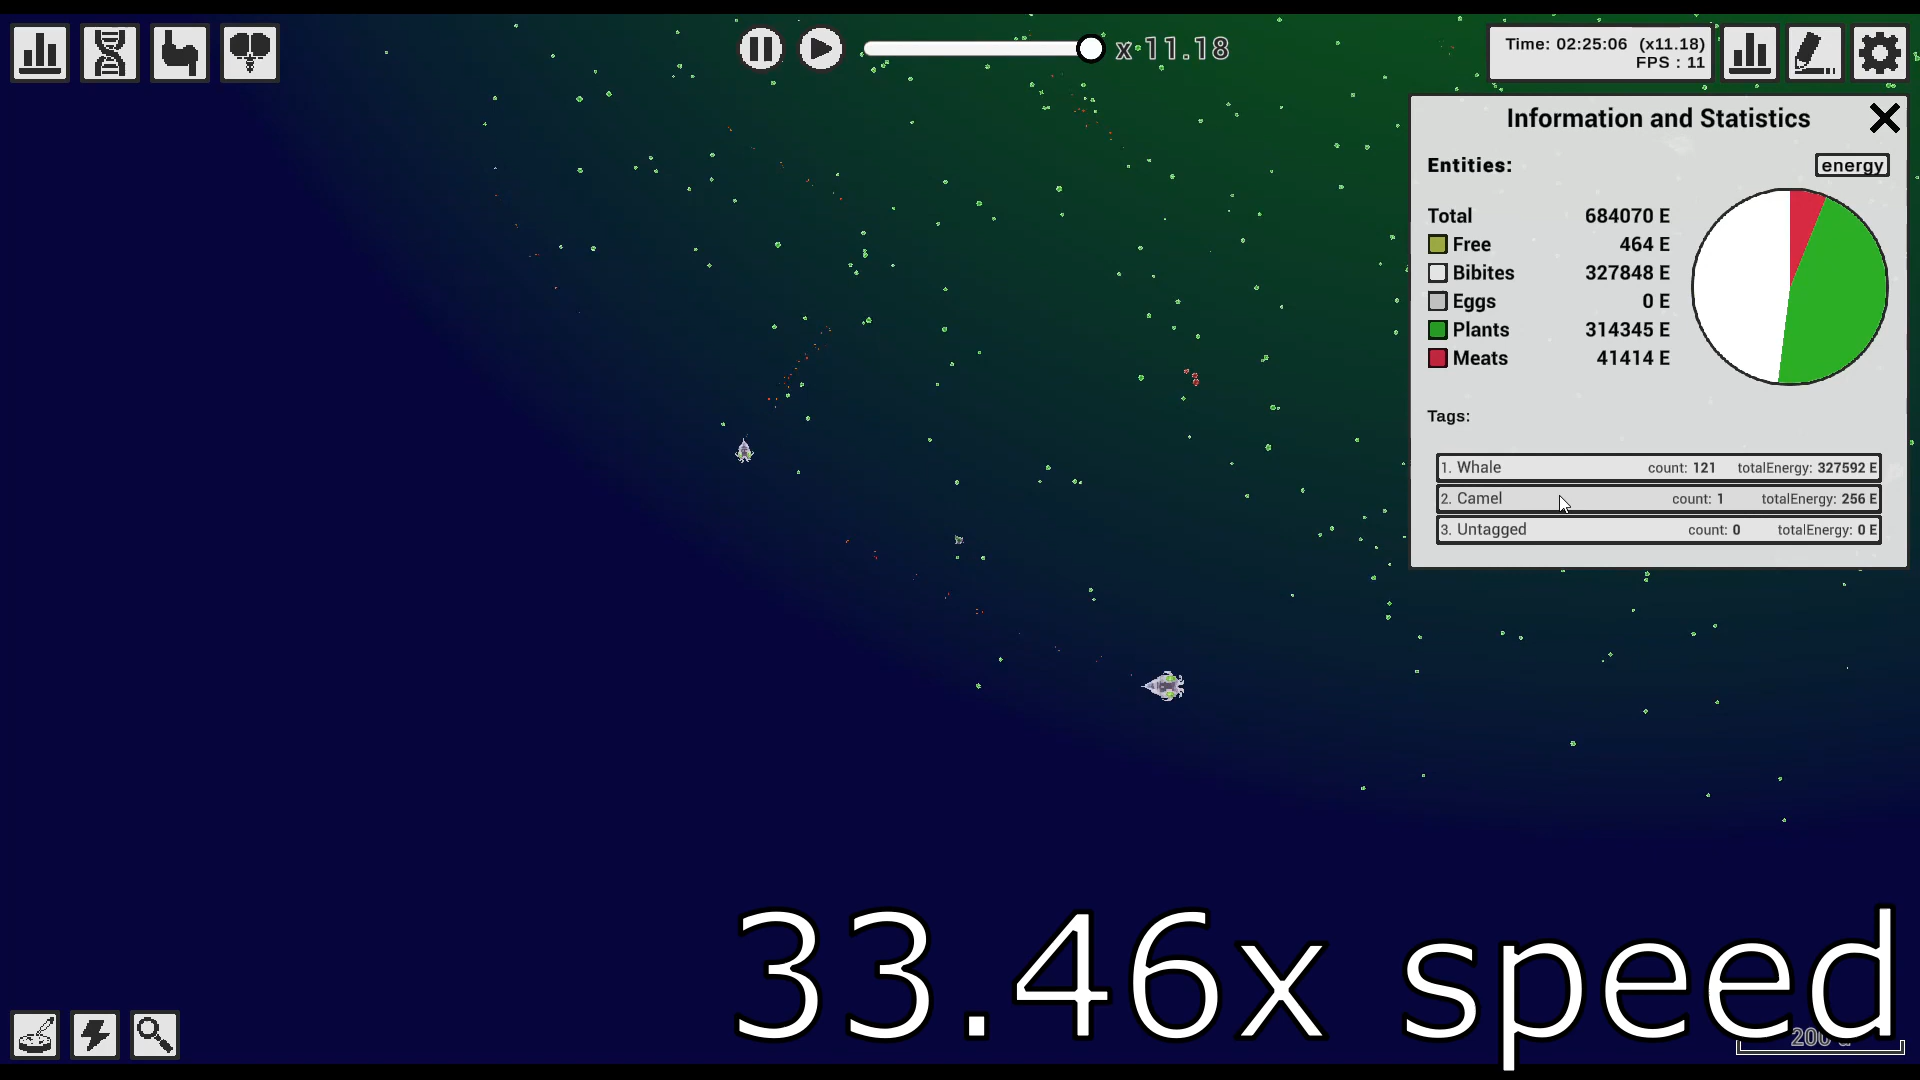 x 11.18
Time: 02:25:06 (x11.18)
FPS : 11
Information and Statistics
Entities:
energy
Total 684070 E
Free 464 E
Bibites 327848 E
Eggs 0 E
Plants 314345 E
Meats 41414 E
Tags:
1. Whale count: 121 totalEnergy: 327592 E
2. Camel count: 1 totalEnergy: 256 E
3. Untagged count: 0 totalEnergy: 0 E
33.46x speed